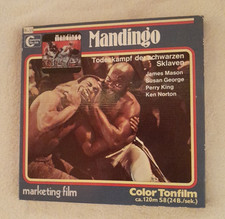 Mandingo
Mandingo
Todeskampf der schwarzen
Sklaven
James Mason
Susan George
Perry King
Ken Norton
marketing film
Color Tonfilm
ca. 120m S8 (24 B./sek.)